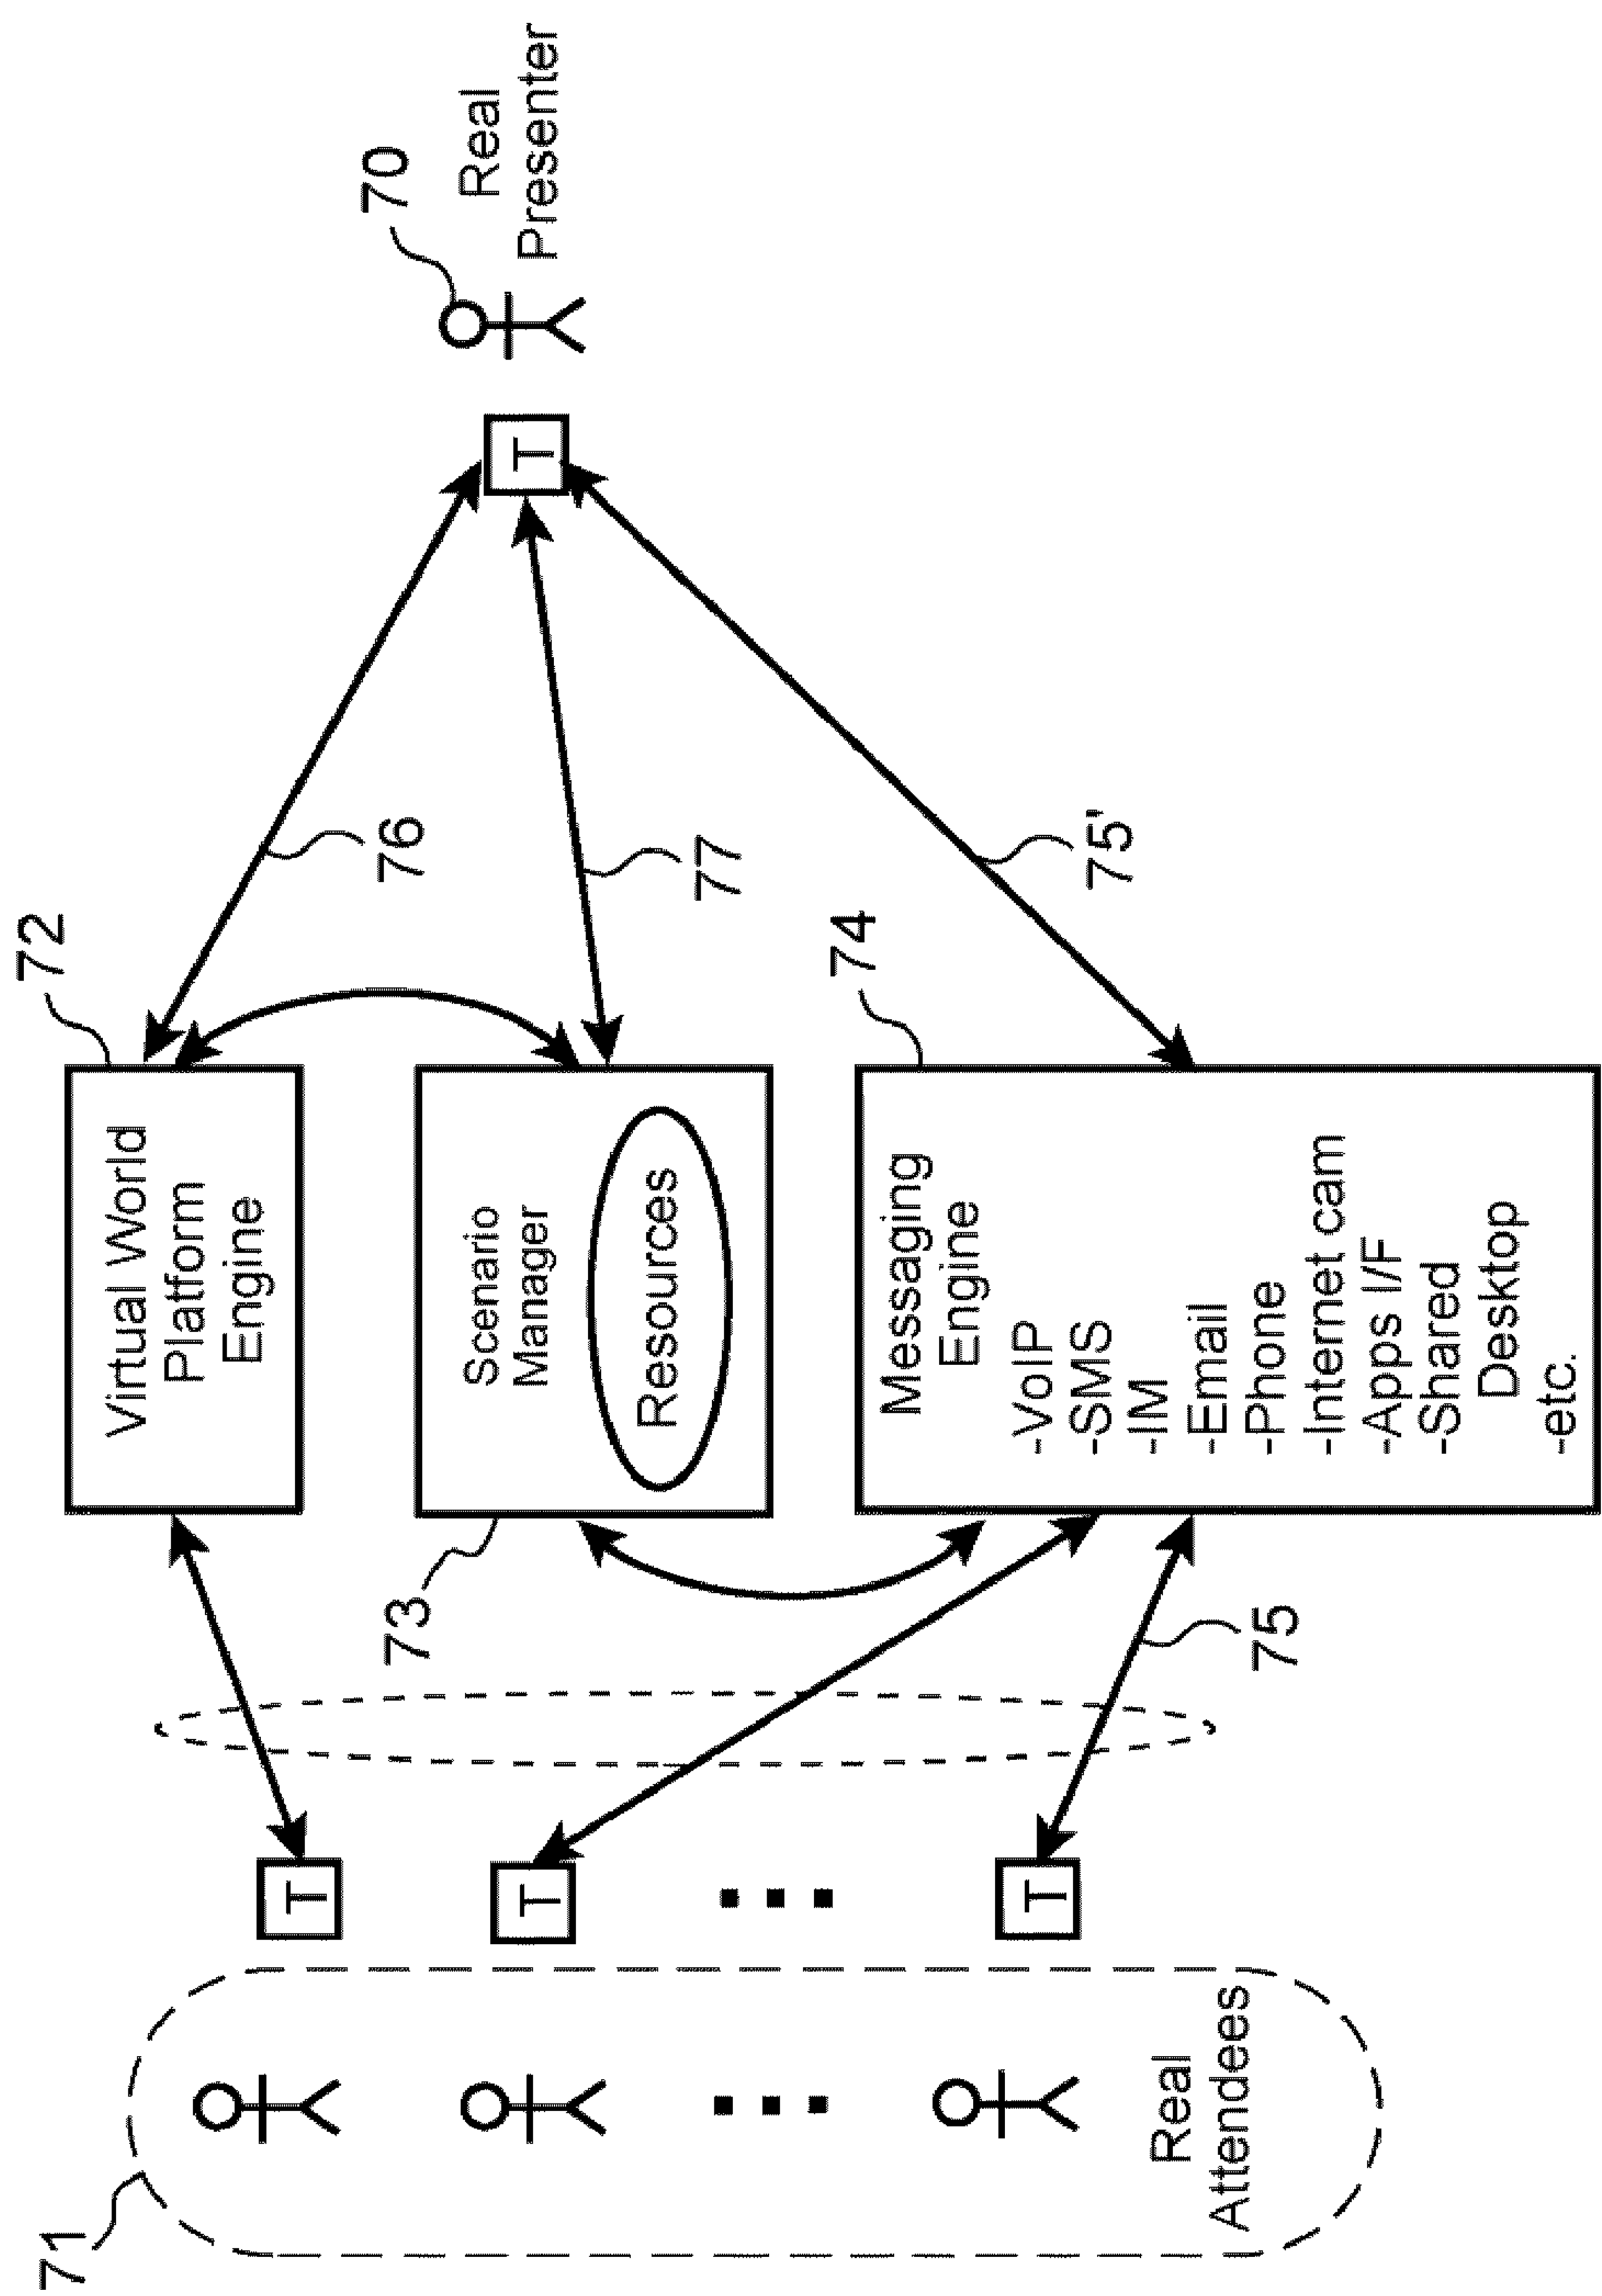 71
Real
Attendees
T
T
T
75
73
72
Virtual World
Platform
Engine
Scenario
Manager
Resources
74
Messaging
Engine
-VoIP
-SMS
-IM
-Email
-Phone
-Internet cam
-Apps I/F
-Shared
Desktop
-etc.
76
77
75'
T
70
Real
Presenter